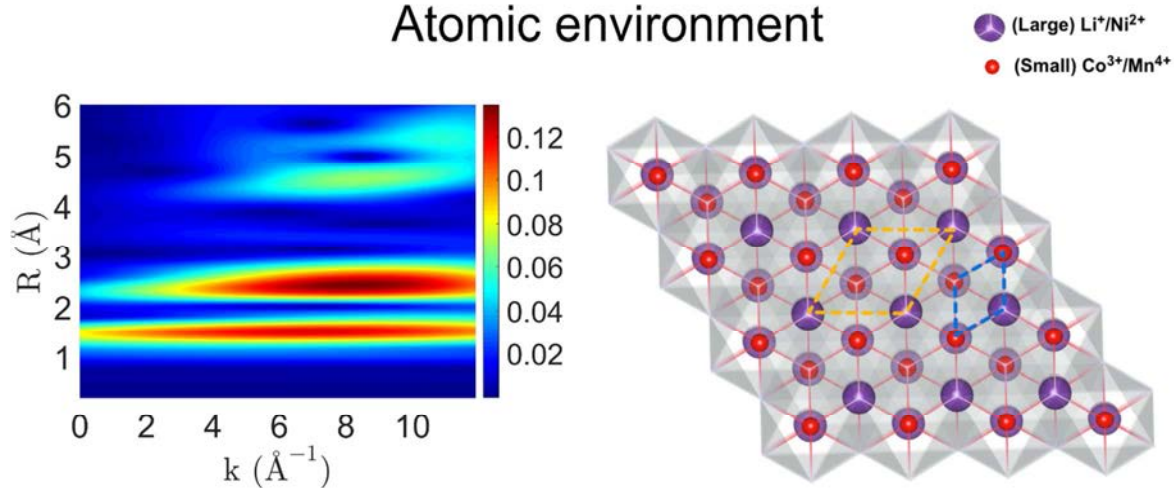 Atomic environment
(Large) Li⁺/Ni²⁺
(Small) Co³⁺/Mn⁴⁺
6
5
4
3
2
1
R (Å)
0 2 4 6 8 10
k (Å⁻¹)
0.12
0.1
0.08
0.06
0.04
0.02